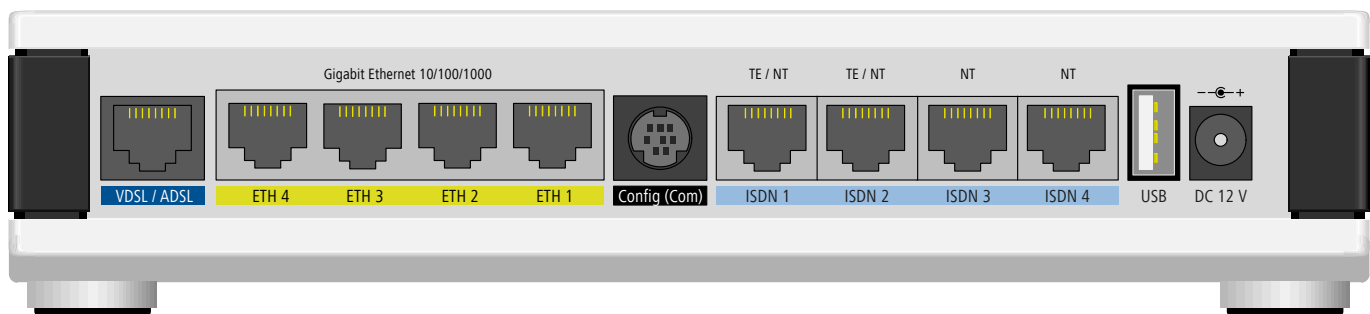 Gigabit Ethernet 10/100/1000
TE / NT
TE / NT
NT
NT
- +
VDSL / ADSL
ETH 4
ETH 3
ETH 2
ETH 1
Config (Com)
ISDN 1
ISDN 2
ISDN 3
ISDN 4
USB
DC 12 V